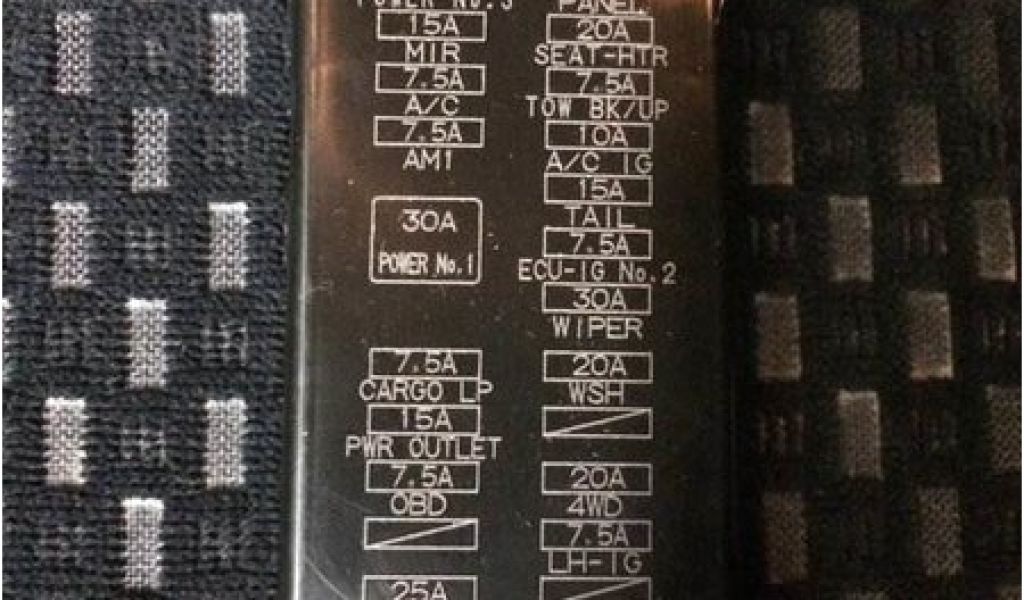 POWER No.3
15A
MIR
7.5A
A/C
7.5A
AM1
30A
POWER No.1
7.5A
CARGO LP
15A
PWR OUTLET
7.5A
OBD
25A
PANEL
20A
SEAT-HTR
7.5A
TOW BK/UP
10A
A/C IG
15A
TAIL
7.5A
ECU-IG No.2
30A
WIPER
20A
WSH
20A
4WD
7.5A
LH-IG